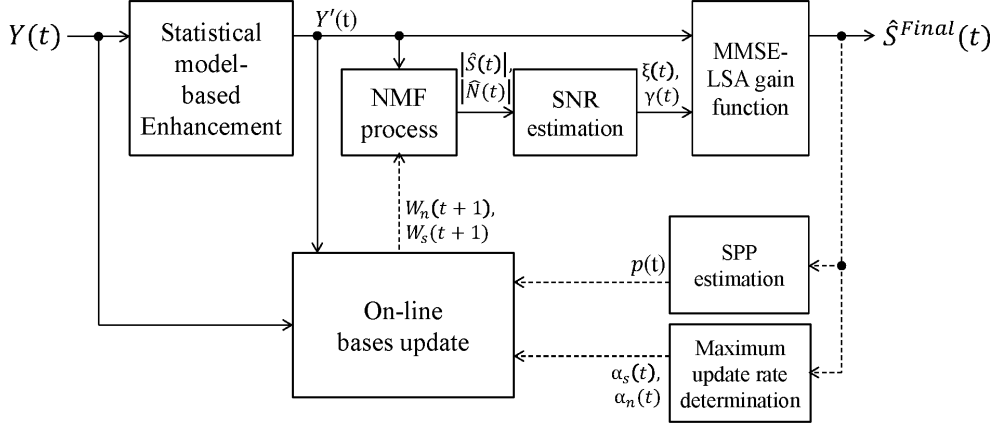 Y(t)
Statistical
model-
based
Enhancement
Y′(t)
NMF
process
|Ŝ(t)|,
|N̂(t)|
SNR
estimation
ξ(t),
γ(t)
MMSE-
LSA gain
function
Ŝ^{Final}(t)
W_n(t + 1),
W_s(t + 1)
On-line
bases update
p(t)
SPP
estimation
α_s(t),
α_n(t)
Maximum
update rate
determination